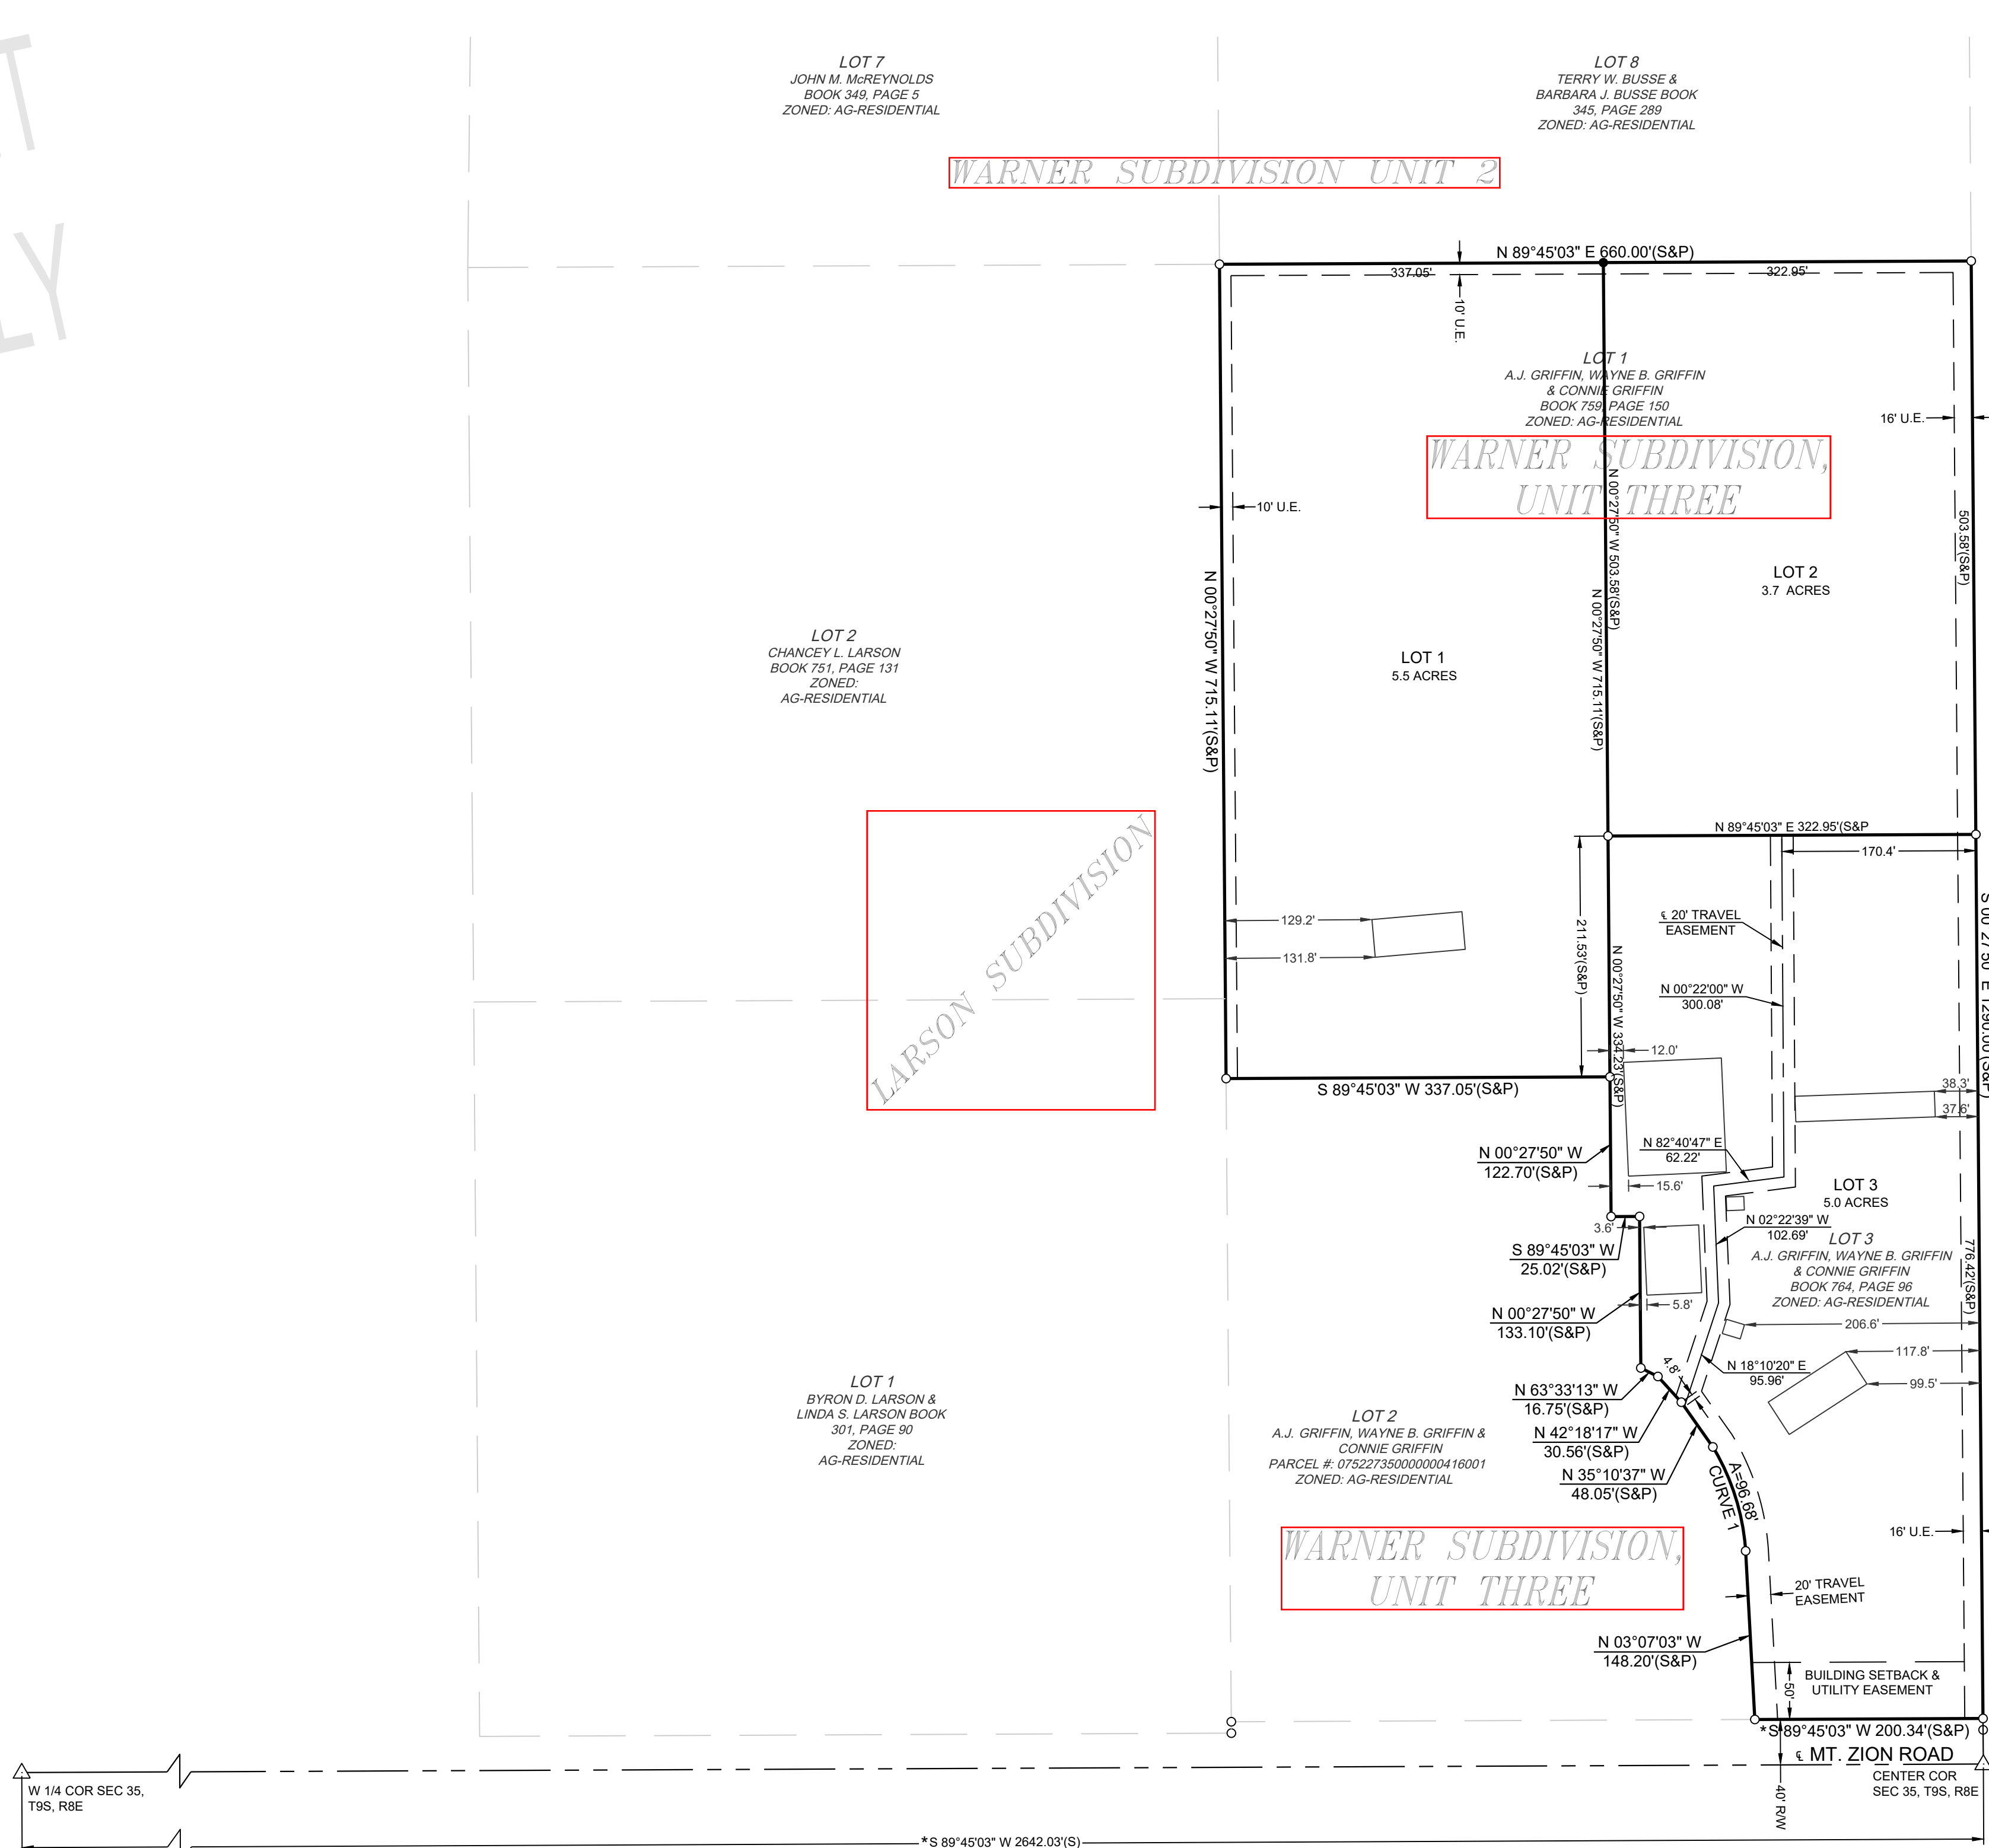 LOT 7
JOHN M. McREYNOLDS
BOOK 349, PAGE 5
ZONED: AG-RESIDENTIAL
LOT 8
TERRY W. BUSSE &
BARBARA J. BUSSE BOOK
345, PAGE 289
ZONED: AG-RESIDENTIAL
WARNER SUBDIVISION UNIT 2
N 89°45'03" E 660.00'(S&P)
337.05'
322.95'
10' U.E.
LOT 1
A.J. GRIFFIN, WAYNE B. GRIFFIN
& CONNIE GRIFFIN
BOOK 759, PAGE 150
ZONED: AG-RESIDENTIAL
16' U.E.
WARNER SUBDIVISION,
UNIT THREE
10' U.E.
N 00°27'50" W 503.58'(S&P)
503.58'(S&P)
LOT 2
3.7 ACRES
N 00°27'50" W 715.11'(S&P)
N 00°27'50" W 715.11'(S&P)
LOT 2
CHANCEY L. LARSON
BOOK 751, PAGE 131
ZONED:
AG-RESIDENTIAL
LOT 1
5.5 ACRES
N 89°45'03" E 322.95'(S&P
170.4'
LARSON SUBDIVISION
129.2'
131.8'
211.53'(S&P)
℄ 20' TRAVEL
EASEMENT
S 00°27'50" E 1290.00'(S&P)
N 00°27'50" W 334.23'(S&P)
N 00°22'00" W
300.08'
12.0'
S 89°45'03" W 337.05'(S&P)
38.3'
37.6'
N 00°27'50" W
122.70'(S&P)
N 82°40'47" E
62.22'
15.6'
LOT 3
5.0 ACRES
3.6'
N 02°22'39" W
102.69'
S 89°45'03" W
25.02'(S&P)
LOT 3
A.J. GRIFFIN, WAYNE B. GRIFFIN
& CONNIE GRIFFIN
BOOK 764, PAGE 96
ZONED: AG-RESIDENTIAL
776.42'(S&P)
5.8'
N 00°27'50" W
133.10'(S&P)
206.6'
117.8'
99.5'
4.8'
N 18°10'20" E
95.96'
N 63°33'13" W
16.75'(S&P)
LOT 1
BYRON D. LARSON &
LINDA S. LARSON BOOK
301, PAGE 90
ZONED:
AG-RESIDENTIAL
LOT 2
A.J. GRIFFIN, WAYNE B. GRIFFIN &
CONNIE GRIFFIN
PARCEL #: 075227350000000416001
ZONED: AG-RESIDENTIAL
N 42°18'17" W
30.56'(S&P)
N 35°10'37" W
48.05'(S&P)
A=96.68'
CURVE 1
WARNER SUBDIVISION,
UNIT THREE
16' U.E.
20' TRAVEL
EASEMENT
N 03°07'03" W
148.20'(S&P)
50'
BUILDING SETBACK &
UTILITY EASEMENT
*S 89°45'03" W 200.34'(S&P)
℄ MT. ZION ROAD
W 1/4 COR SEC 35,
T9S, R8E
CENTER COR
SEC 35, T9S, R8E
40' R/W
*S 89°45'03" W 2642.03'(S)